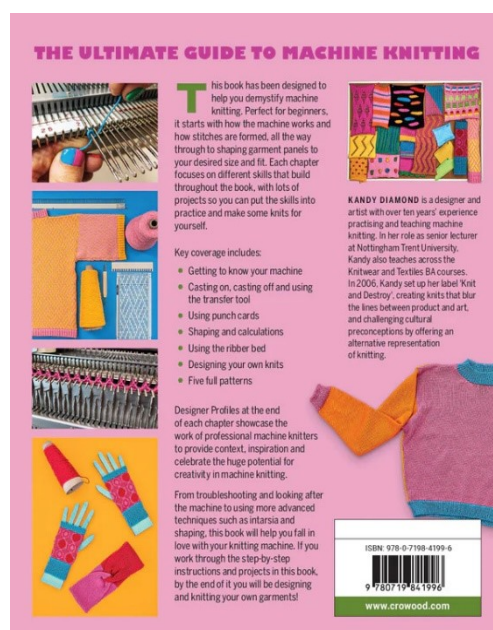 THE ULTIMATE GUIDE TO MACHINE KNITTING
This book has been designed to
help you demystify machine
knitting. Perfect for beginners,
it starts with how the machine works and
how stitches are formed, all the way
through to shaping garment panels to
your desired size and fit. Each chapter
focuses on different skills that build
throughout the book, with lots of
projects so you can put the skills into
practice and make some knits for
yourself.
Key coverage includes:
• Getting to know your machine
• Casting on, casting off and using
the transfer tool
• Using punch cards
• Shaping and calculations
• Using the ribber bed
• Designing your own knits
• Five full patterns
Designer Profiles at the end
of each chapter showcase the
work of professional machine knitters
to provide context, inspiration and
celebrate the huge potential for
creativity in machine knitting.
From troubleshooting and looking after
the machine to using more advanced
techniques such as intarsia and
shaping, this book will help you fall in
love with your knitting machine. If you
work through the step-by-step
instructions and projects in this book,
by the end of it you will be designing
and knitting your own garments!
KANDY DIAMOND is a designer and
artist with over ten years' experience
practising and teaching machine
knitting. In her role as senior lecturer
at Nottingham Trent University,
Kandy also teaches across the
Knitwear and Textiles BA courses.
In 2006, Kandy set up her label 'Knit
and Destroy', creating knits that blur
the lines between product and art,
and challenging cultural
preconceptions by offering an
alternative representation
of knitting.
ISBN: 978-0-7198-4199-6
9 780719 841996
www.crowood.com